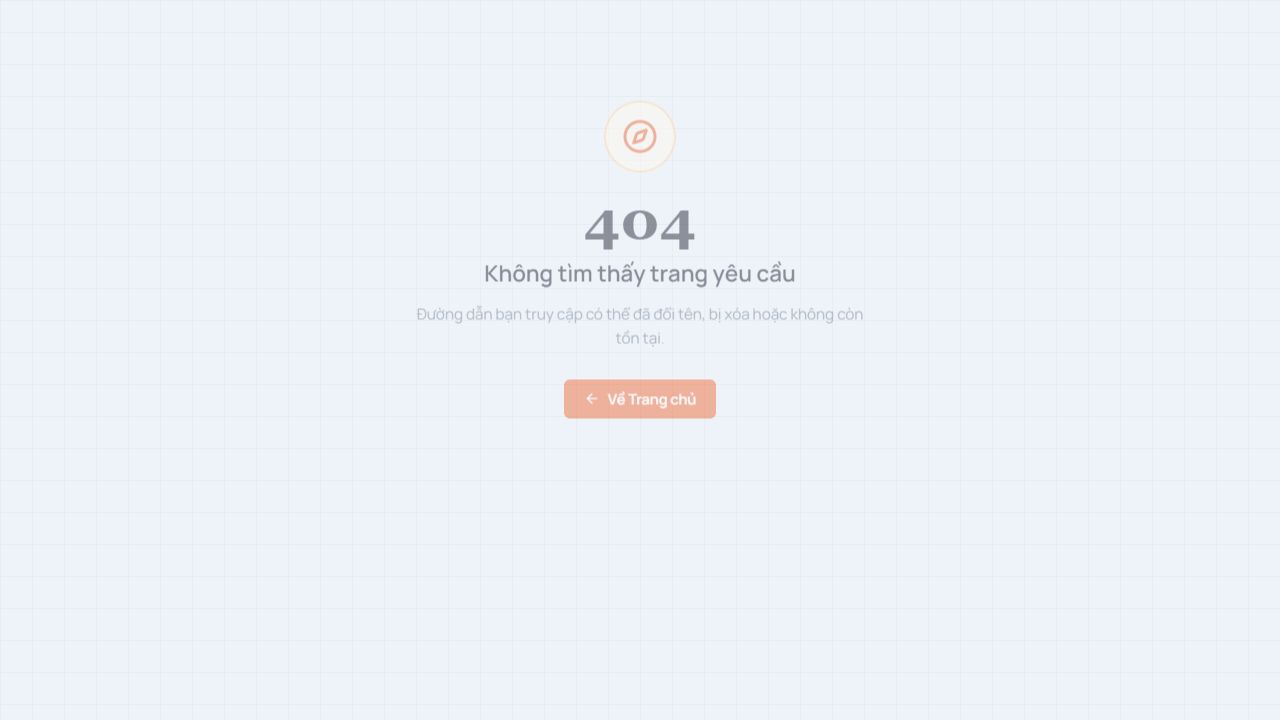 404
Không tìm thấy trang yêu cầu
Đường dẫn bạn truy cập có thể đã đổi tên, bị xóa hoặc không còn
tồn tại.
Về Trang chủ